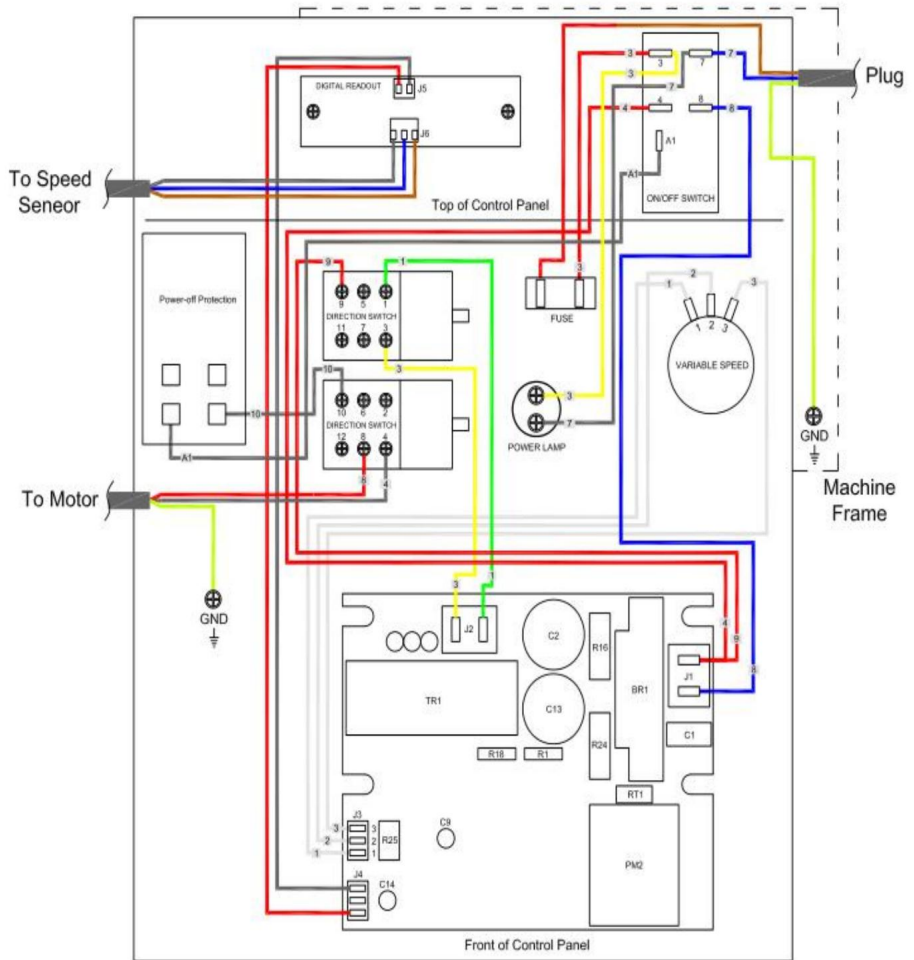 3
7
3
7
Plug
7
DIGITAL READOUT
J5
3
4
4
8
8
J6
A1
A1
To Speed
Seneor
Top of Control Panel
ON/OFF SWITCH
9
1
3
1
2
3
Power-off Protection
9
5
1
DIRECTION SWITCH
11
7
3
FUSE
1
2
3
VARIABLE SPEED
3
10
3
10
10
6
2
DIRECTION SWITCH
12
8
4
7
POWER LAMP
GND
A1
8
4
To Motor
Machine
Frame
GND
3
1
J2
C2
R16
4
9
8
J1
BR1
TR1
C13
C1
R24
R18
R1
RT1
J3
3
3
2
2
1
1
R25
C9
PM2
J4
C14
Front of Control Panel